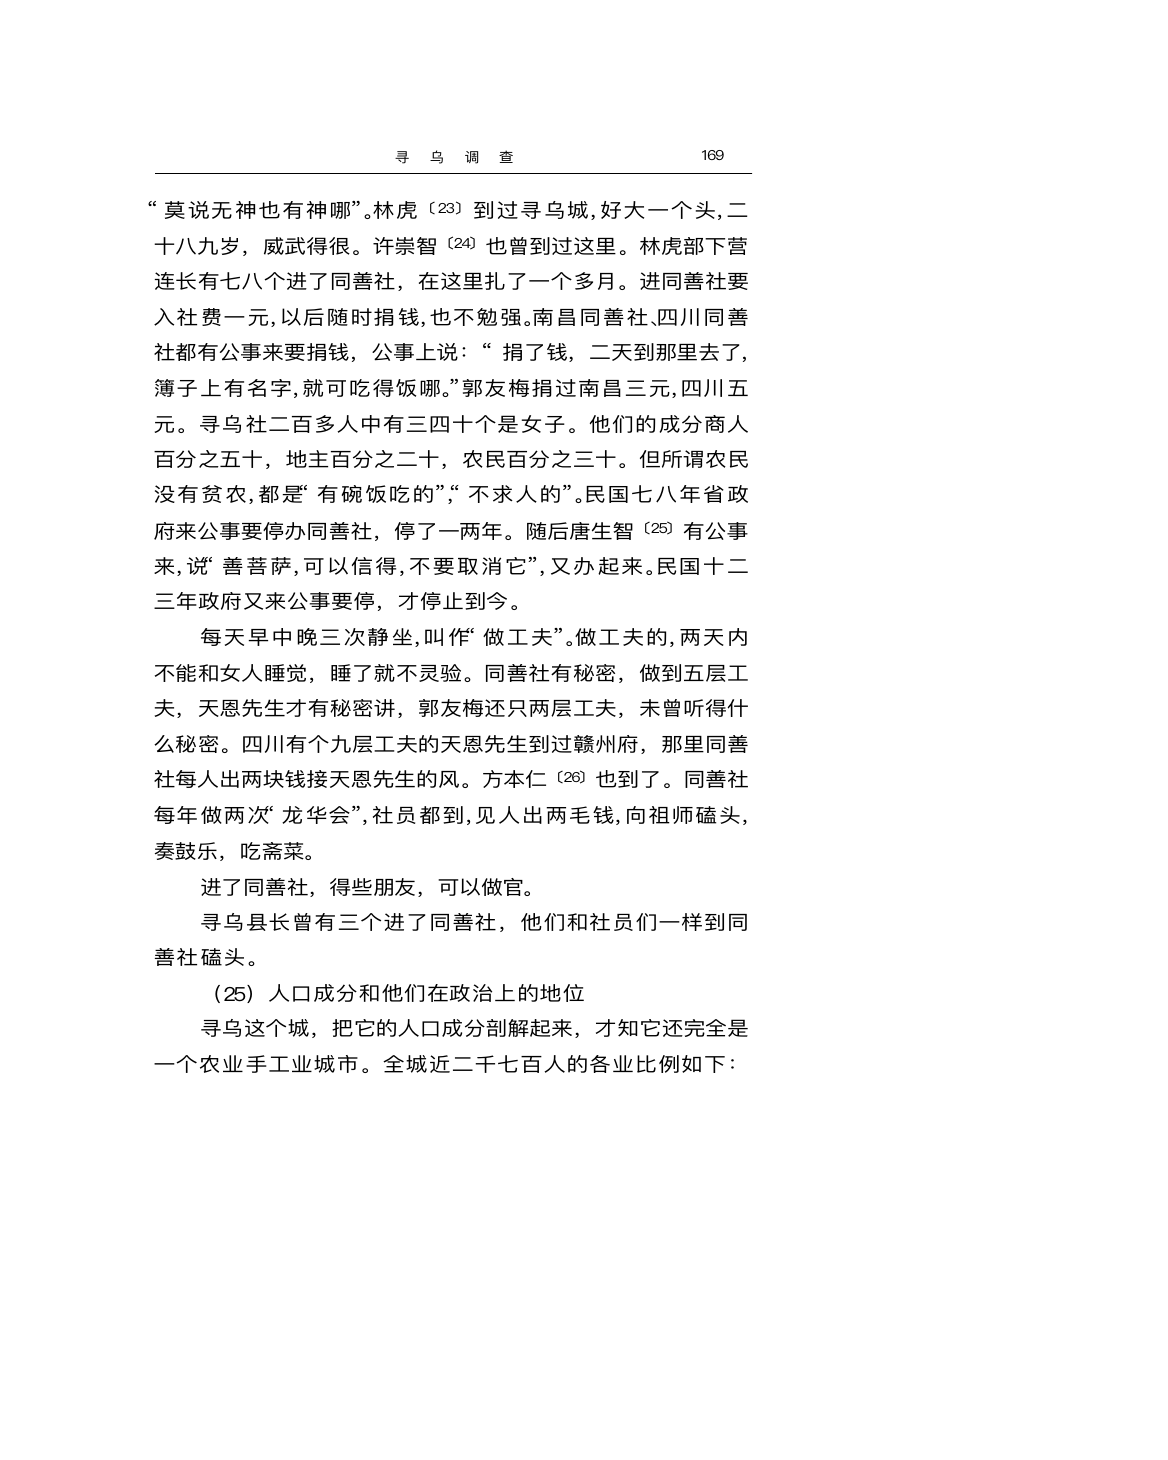 寻乌调查 169
“莫说无神也有神哪”。林虎〔23〕到过寻乌城,好大一个头,二
十八九岁，威武得很。许崇智〔24〕也曾到过这里。林虎部下营
连长有七八个进了同善社，在这里扎了一个多月。进同善社要
入社费一元,以后随时捐钱,也不勉强。南昌同善社、四川同善
社都有公事来要捐钱，公事上说：“捐了钱，二天到那里去了，
簿子上有名字,就可吃得饭哪。”郭友梅捐过南昌三元,四川五
元。寻乌社二百多人中有三四十个是女子。他们的成分商人
百分之五十，地主百分之二十，农民百分之三十。但所谓农民
没有贫农,都是“有碗饭吃的”,“不求人的”。民国七八年省政
府来公事要停办同善社，停了一两年。随后唐生智〔25〕有公事
来,说“善菩萨,可以信得,不要取消它”,又办起来。民国十二
三年政府又来公事要停，才停止到今。
每天早中晚三次静坐,叫作“做工夫”。做工夫的,两天内
不能和女人睡觉，睡了就不灵验。同善社有秘密，做到五层工
夫，天恩先生才有秘密讲，郭友梅还只两层工夫，未曾听得什
么秘密。四川有个九层工夫的天恩先生到过赣州府，那里同善
社每人出两块钱接天恩先生的风。方本仁〔26〕也到了。同善社
每年做两次“龙华会”,社员都到,见人出两毛钱,向祖师磕头,
奏鼓乐，吃斋菜。
进了同善社，得些朋友，可以做官。
寻乌县长曾有三个进了同善社，他们和社员们一样到同
善社磕头。
（25）人口成分和他们在政治上的地位
寻乌这个城，把它的人口成分剖解起来，才知它还完全是
一个农业手工业城市。全城近二千七百人的各业比例如下：